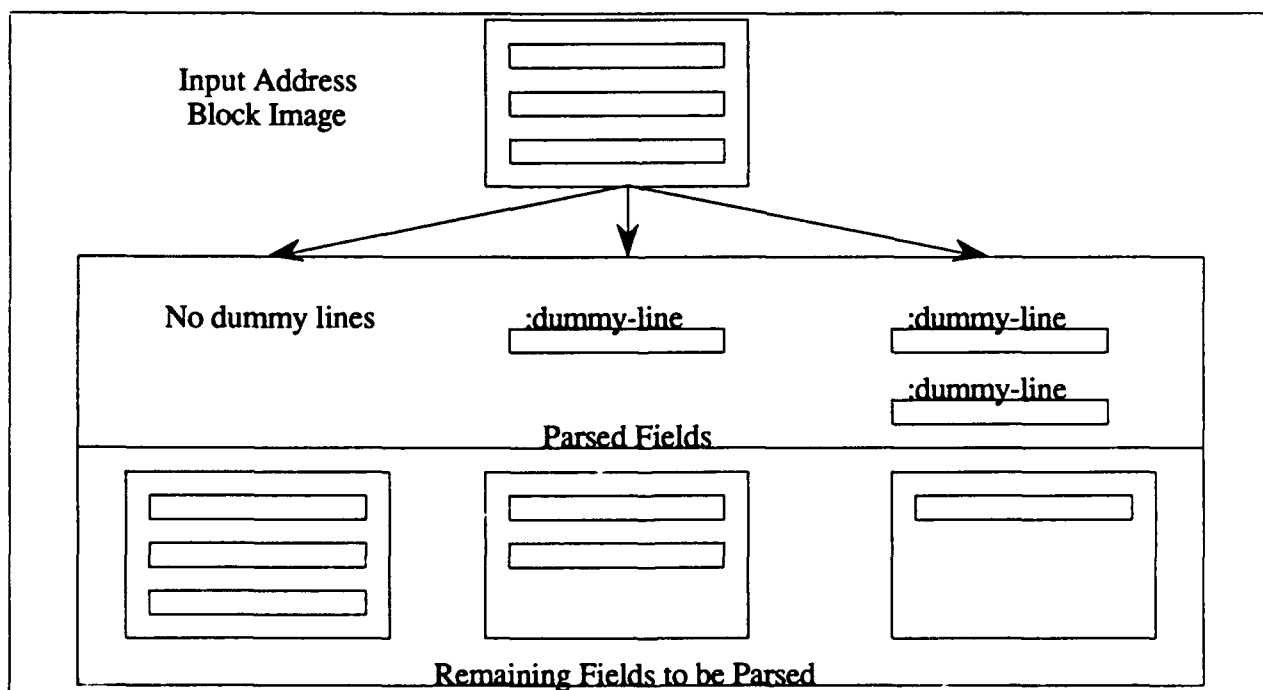 Input Address
Block Image
No dummy lines
:dummy-line
:dummy-line
:dummy-line
Parsed Fields
Remaining Fields to be Parsed